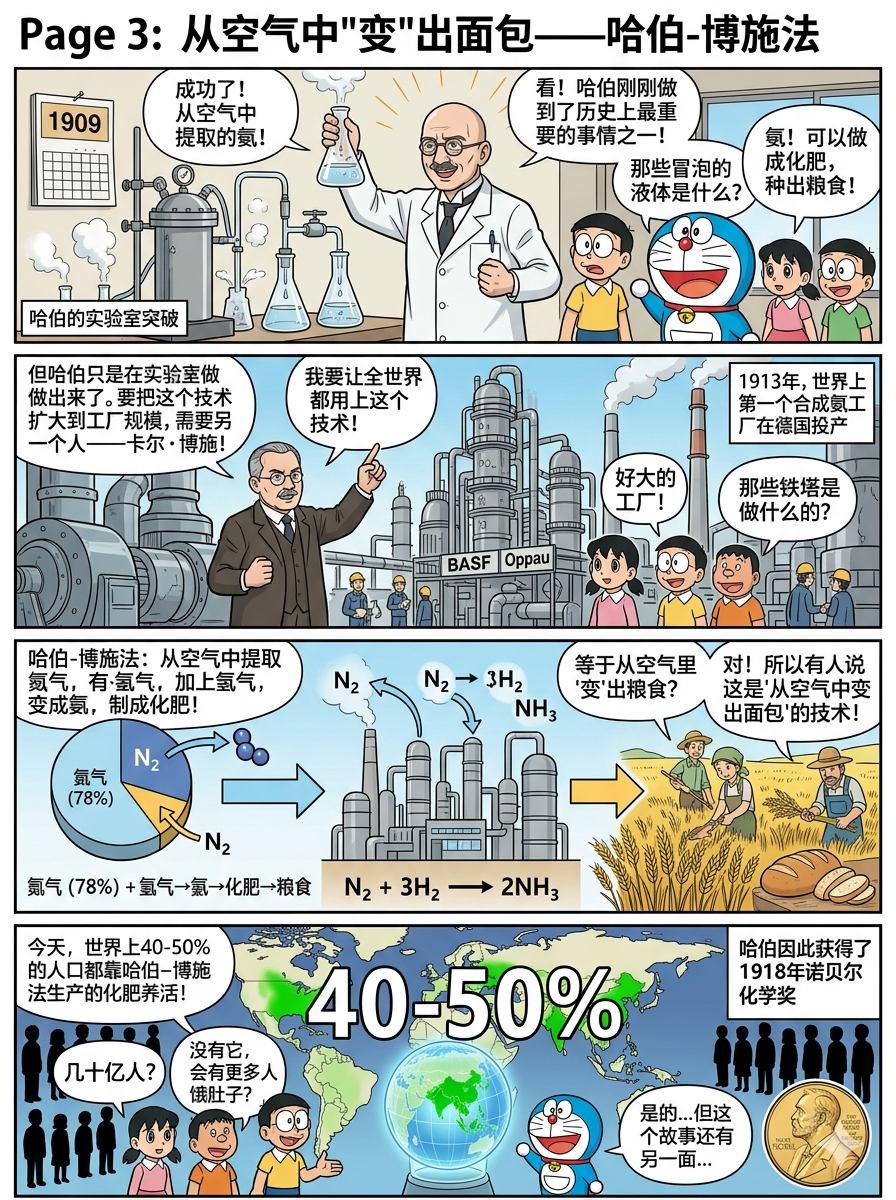 Page 3: 从空气中"变"出面包——哈伯-博施法
1909
成功了！
从空气中
提取的氨！
看！哈伯刚刚做
到了历史上最重
要的事情之一！
那些冒泡的
液体是什么？
氨！可以做
成化肥，
种出粮食！
哈伯的实验室突破
但哈伯只是在实验室做
做出来了。要把这个技术
扩大到工厂规模，需要另
一个人——卡尔·博施！
我要让全世界
都用上这个
技术！
1913年，世界上
第一个合成氨工
厂在德国投产
好大的
工厂！
那些铁塔是
做什么的？
BASF Oppau
哈伯-博施法：从空气中提取
氮气，有·氢气，加上氢气，
变成氨，制成化肥！
N₂
氮气
(78%)
N₂
氮气 (78%) + 氢气→氨→化肥→粮食
N₂
N₂ → 3H₂
NH₃
N₂ + 3H₂ ⟶ 2NH₃
等于从空气里
'变'出粮食？
对！所以有人说
这是'从空气中变
出面包'的技术！
今天，世界上40-50%
的人口都靠哈伯-博施
法生产的化肥养活！
40-50%
哈伯因此获得了
1918年诺贝尔
化学奖
几十亿人？
没有它，
会有更多人
饿肚子？
是的...但这
个故事还有
另一面...